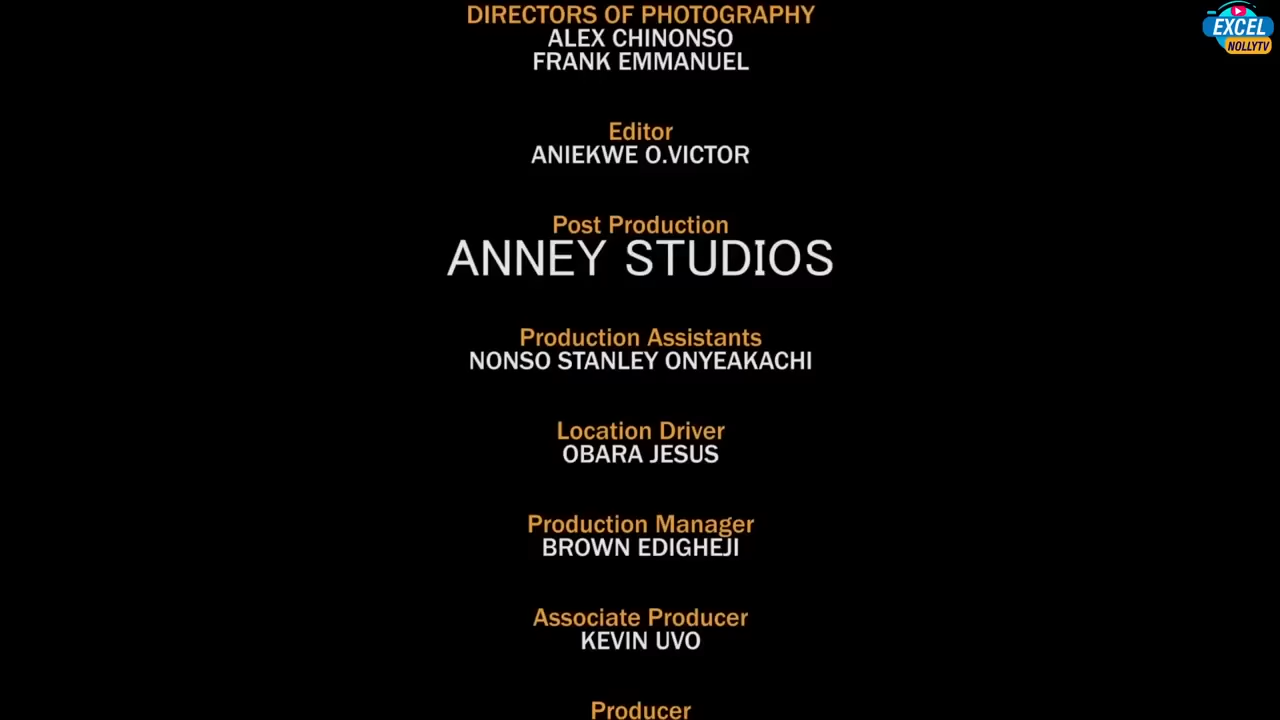 DIRECTORS OF PHOTOGRAPHY
ALEX CHINONSO
FRANK EMMANUEL
Editor
ANIEKWE O.VICTOR
Post Production
ANNEY STUDIOS
Production Assistants
NONSO STANLEY ONYEAKACHI
Location Driver
OBARA JESUS
Production Manager
BROWN EDIGHEJI
Associate Producer
KEVIN UVO
Producer
EXCEL
NOLLYTV